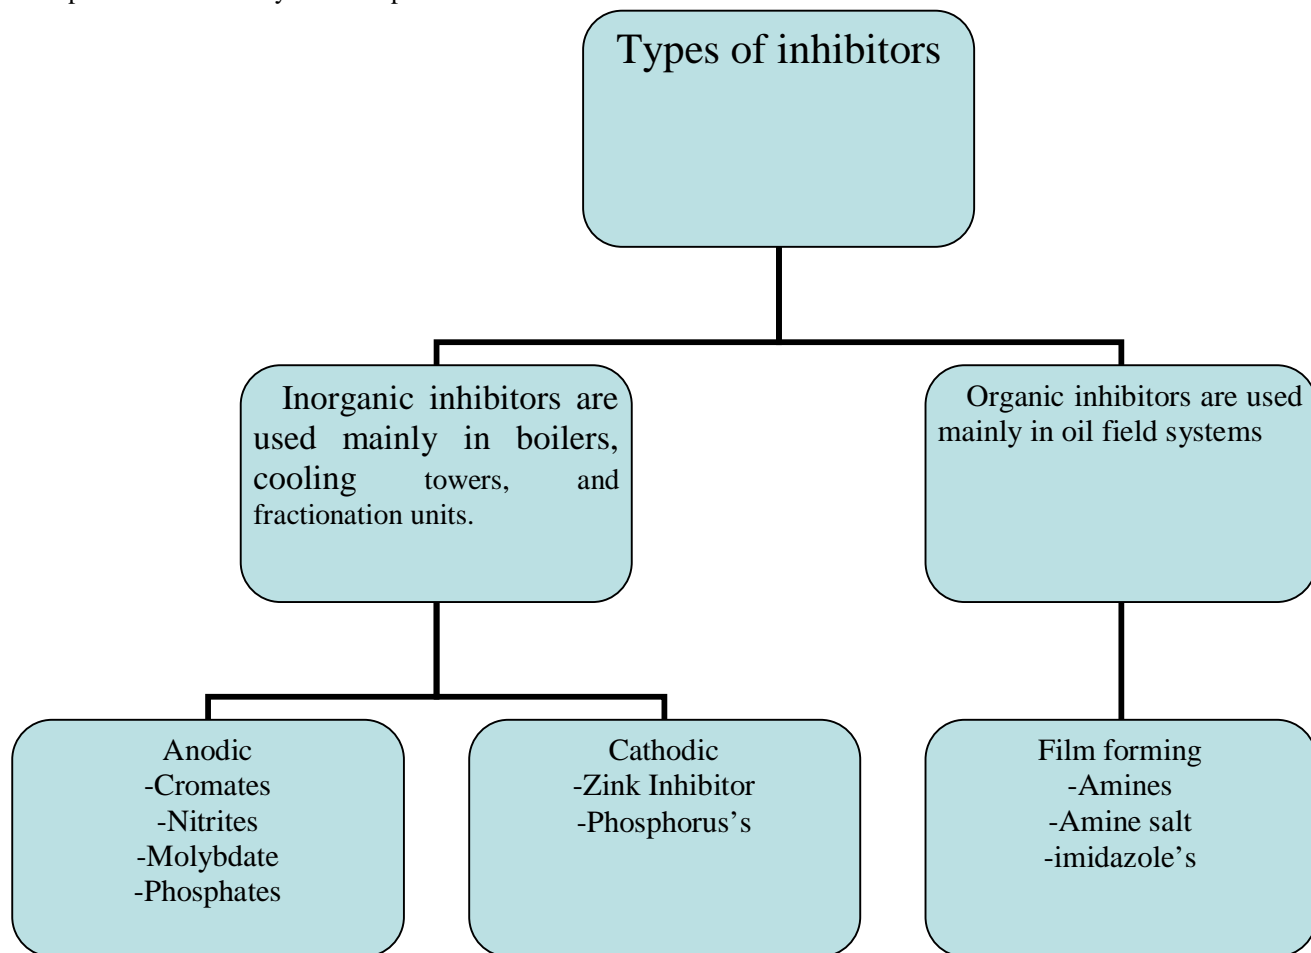 Types of inhibitors
Inorganic inhibitors are
used mainly in boilers,
cooling towers, and
fractionation units.
Organic inhibitors are used
mainly in oil field systems
Anodic
-Cromates
-Nitrites
-Molybdate
-Phosphates
Cathodic
-Zink Inhibitor
-Phosphorus’s
Film forming
-Amines
-Amine salt
-imidazole’s